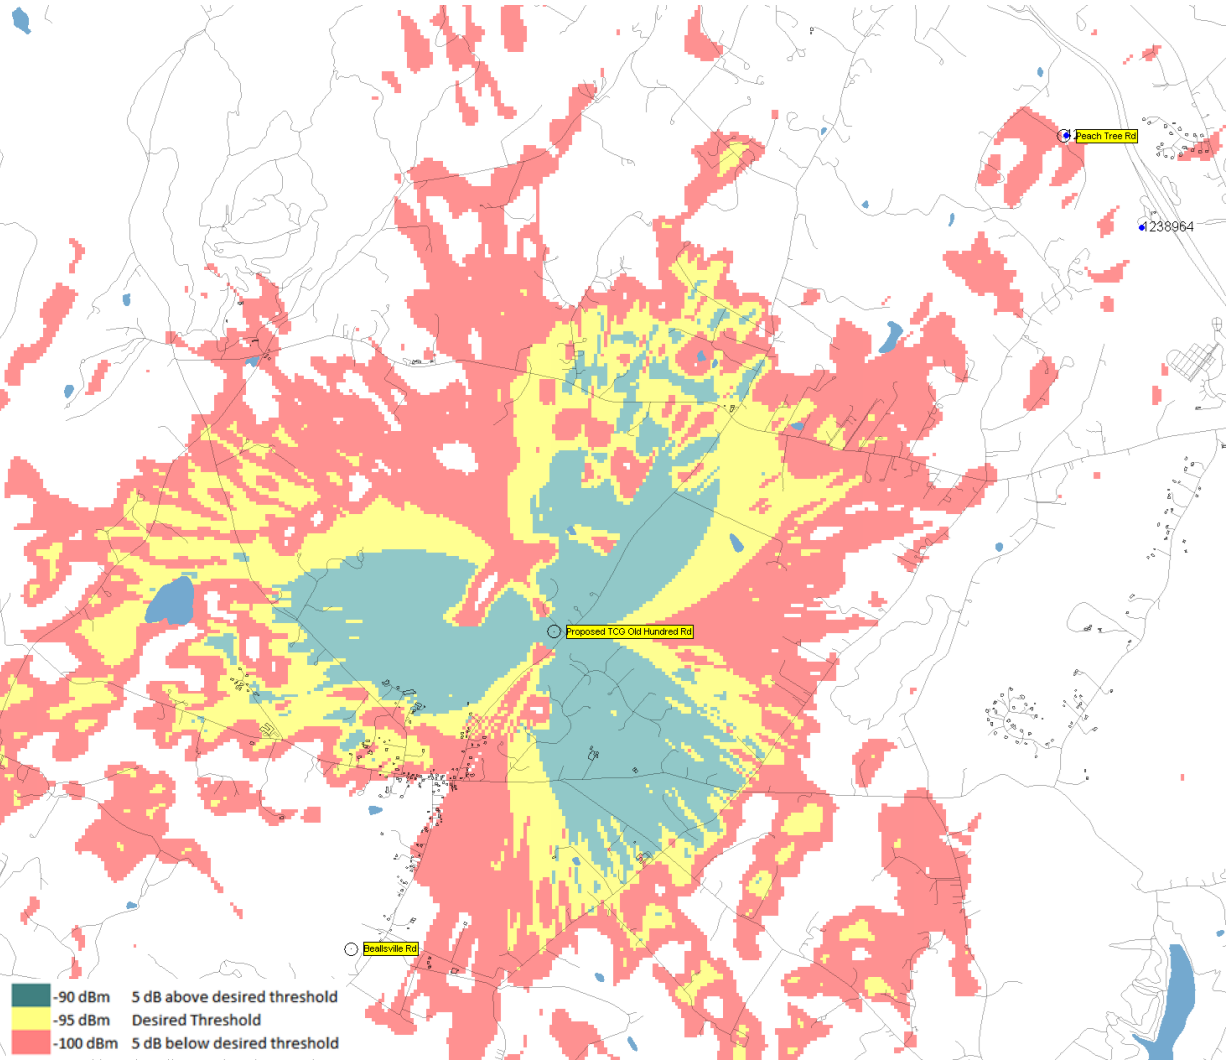 Peach Tree Rd
1238964
Proposed TCG Old Hundred Rd
Beallsville Rd
-90 dBm 5 dB above desired threshold
-95 dBm Desired Threshold
-100 dBm 5 dB below desired threshold